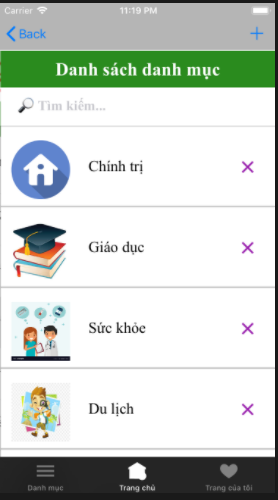 Carrier 11:19 PM
Back
Danh sách danh mục
Tìm kiếm...
Chính trị
Giáo dục
Sức khỏe
Du lịch
Danh mục Trang chủ Trang của tôi